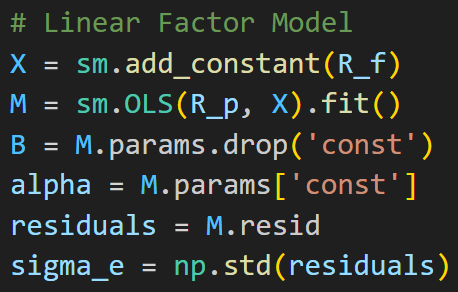 # Linear Factor Model
X = sm.add_constant(R_f)
M = sm.OLS(R_p, X).fit()
B = M.params.drop('const')
alpha = M.params['const']
residuals = M.resid
sigma_e = np.std(residuals)